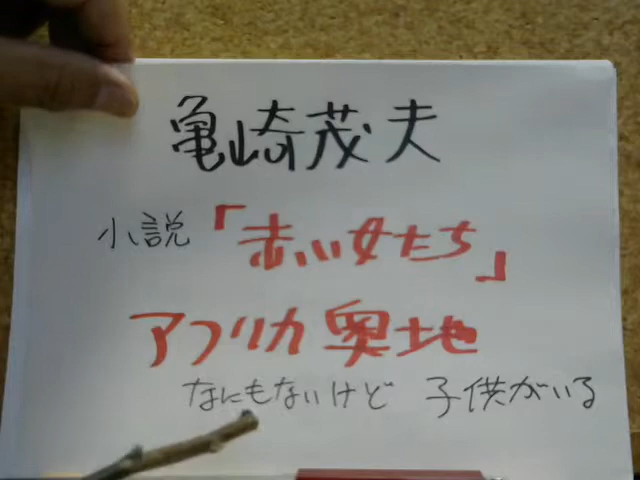 亀崎茂夫
小説「赤い女たち」
アフリカ奥地
なにもないけど 子供がいる